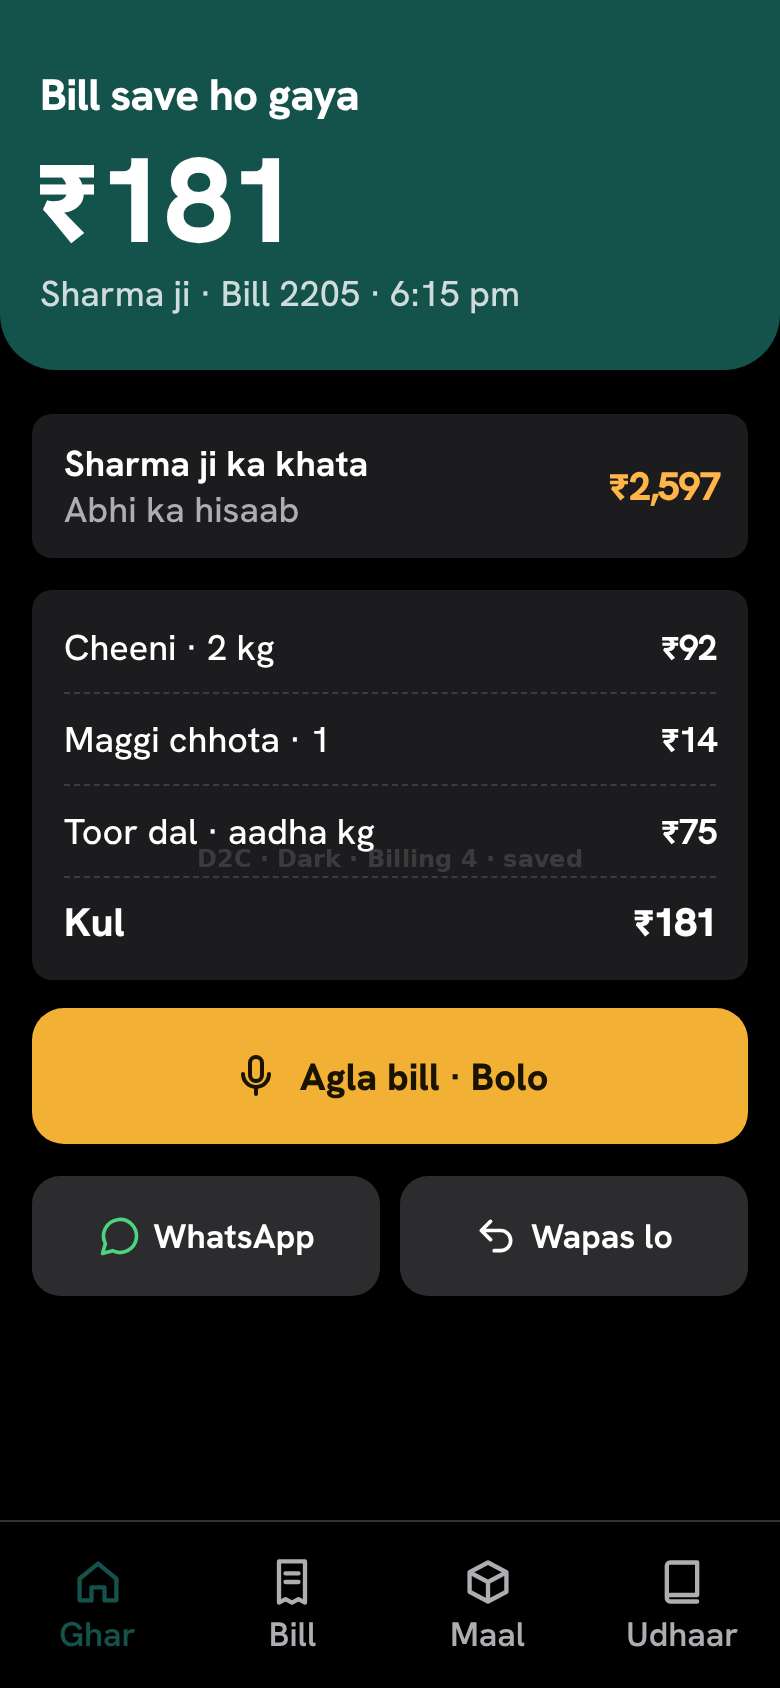 Bill save ho gaya
₹181
Sharma ji · Bill 2205 · 6:15 pm
Sharma ji ka khata
Abhi ka hisaab
₹2,597
Cheeni · 2 kg ₹92
Maggi chhota · 1 ₹14
Toor dal · aadha kg ₹75
D2C · Dark · Billing 4 · saved
Kul ₹181
Agla bill · Bolo
WhatsApp Wapas lo
Ghar Bill Maal Udhaar